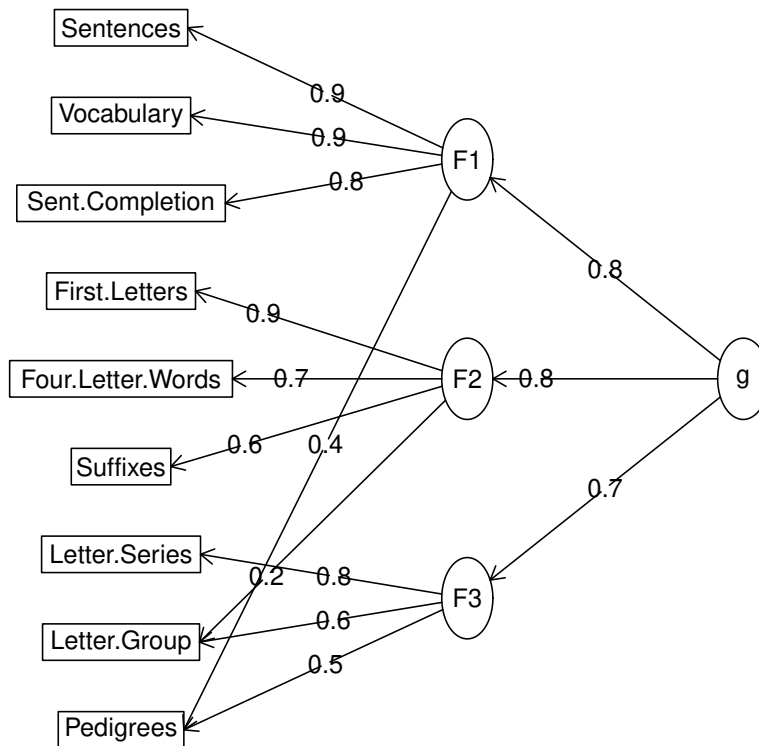 Sentences
0.9
Vocabulary
0.9
F1
Sent.Completion
0.8
0.8
First.Letters
0.9
Four.Letter.Words
0.7
F2
0.8
g
Suffixes
0.6
0.4
0.7
Letter.Series
0.2
0.8
F3
Letter.Group
0.6
0.5
Pedigrees